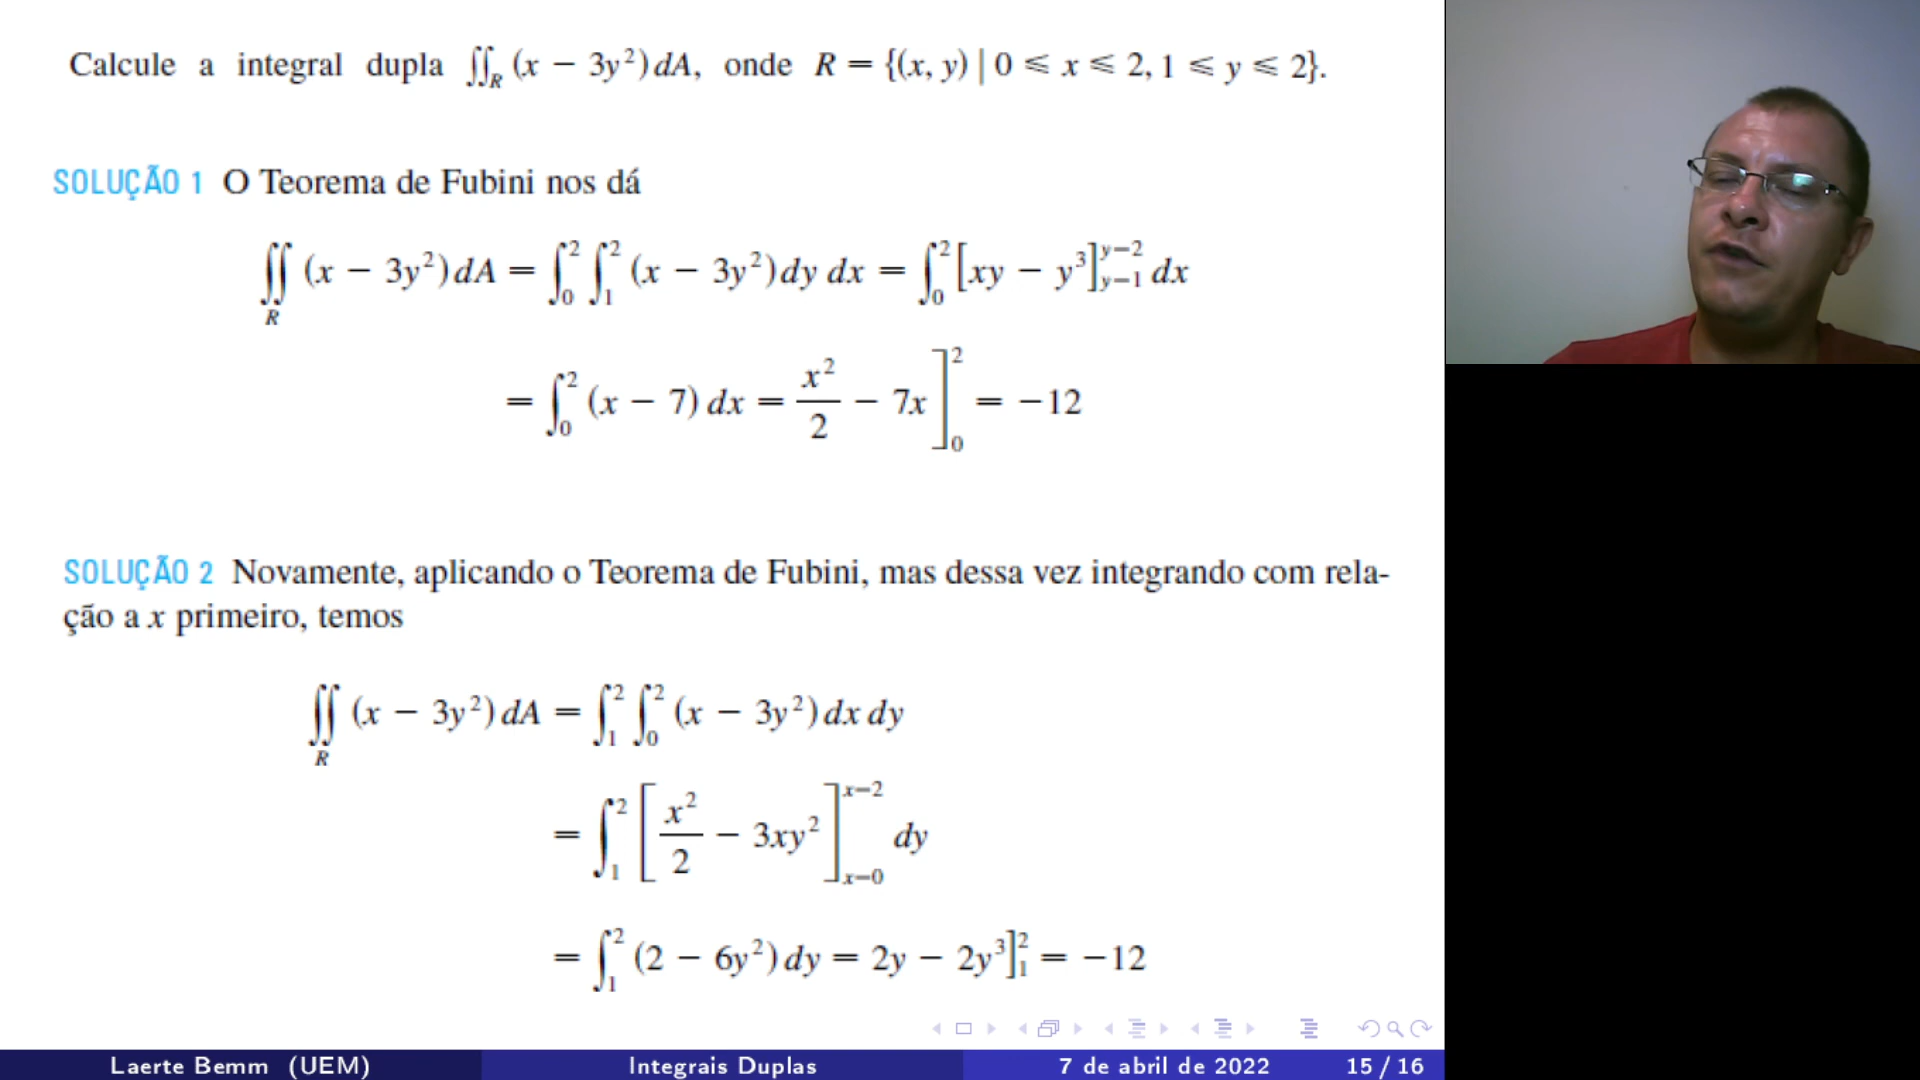 Calcule a integral dupla ∬_R (x − 3y²) dA, onde R = {(x, y) | 0 ⩽ x ⩽ 2, 1 ⩽ y ⩽ 2}.
SOLUÇÃO 1 O Teorema de Fubini nos dá
∬_R (x − 3y²) dA = ∫_0^2 ∫_1^2 (x − 3y²) dy dx = ∫_0^2 [xy − y³]_{y=1}^{y=2} dx
= ∫_0^2 (x − 7) dx = x²/2 − 7x]_0^2 = −12
SOLUÇÃO 2 Novamente, aplicando o Teorema de Fubini, mas dessa vez integrando com rela-
ção a x primeiro, temos
∬_R (x − 3y²) dA = ∫_1^2 ∫_0^2 (x − 3y²) dx dy
= ∫_1^2 [x²/2 − 3xy²]_{x=0}^{x=2} dy
= ∫_1^2 (2 − 6y²) dy = 2y − 2y³]_1^2 = −12
Laerte Bemm (UEM) Integrais Duplas 7 de abril de 2022 15 / 16